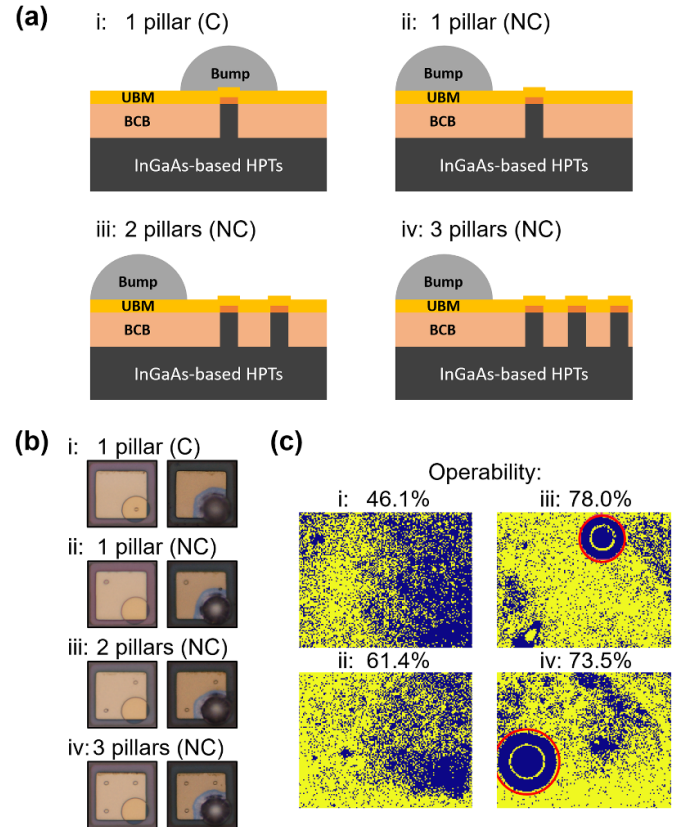 (a)
i: 1 pillar (C)
ii: 1 pillar (NC)
Bump
UBM
BCB
InGaAs-based HPTs
Bump
UBM
BCB
InGaAs-based HPTs
iii: 2 pillars (NC)
iv: 3 pillars (NC)
Bump
UBM
BCB
InGaAs-based HPTs
Bump
UBM
BCB
InGaAs-based HPTs
(b)
i: 1 pillar (C)
ii: 1 pillar (NC)
iii: 2 pillars (NC)
iv: 3 pillars (NC)
(c)
Operability:
i: 46.1%
iii: 78.0%
ii: 61.4%
iv: 73.5%